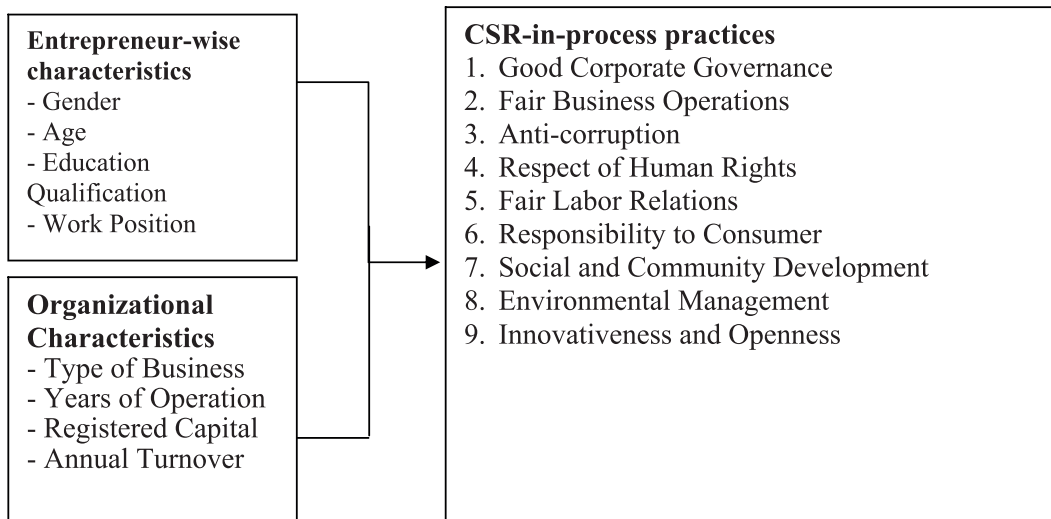 Entrepreneur-wise
characteristics
- Gender
- Age
- Education
Qualification
- Work Position
Organizational
Characteristics
- Type of Business
- Years of Operation
- Registered Capital
- Annual Turnover
CSR-in-process practices
1. Good Corporate Governance
2. Fair Business Operations
3. Anti-corruption
4. Respect of Human Rights
5. Fair Labor Relations
6. Responsibility to Consumer
7. Social and Community Development
8. Environmental Management
9. Innovativeness and Openness